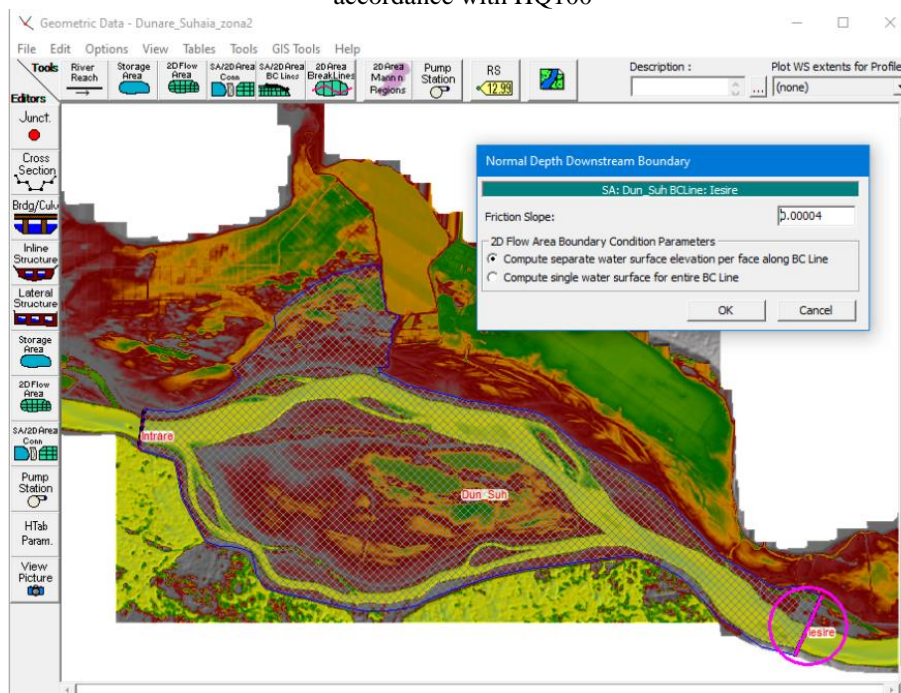 accordance with HQ100
Geometric Data - Dunare_Suhaia_zona2
File Edit Options View Tables Tools GIS Tools Help
Tools
Editors
River
Reach
Storage
Area
2D Flow
Area
SA/2D Area
Conn
SA/2D Area
BC Lines
2D Area
BreakLines
2D Area
Mann n
Regions
Pump
Station
RS
12.99
Description :
...
Plot WS extents for Profile
(none)
Junct.
Cross
Section
Brdg/Culv
Inline
Structure
Lateral
Structure
Storage
Area
2D Flow
Area
SA/2D Area
Conn
Pump
Station
HTab
Param.
View
Picture
Normal Depth Downstream Boundary
SA: Dun_Suh BCLine: Iesire
Friction Slope:
0.00004
2D Flow Area Boundary Condition Parameters
Compute separate water surface elevation per face along BC Line
Compute single water surface for entire BC Line
OK Cancel
Intrare
Dun_Suh
Iesire